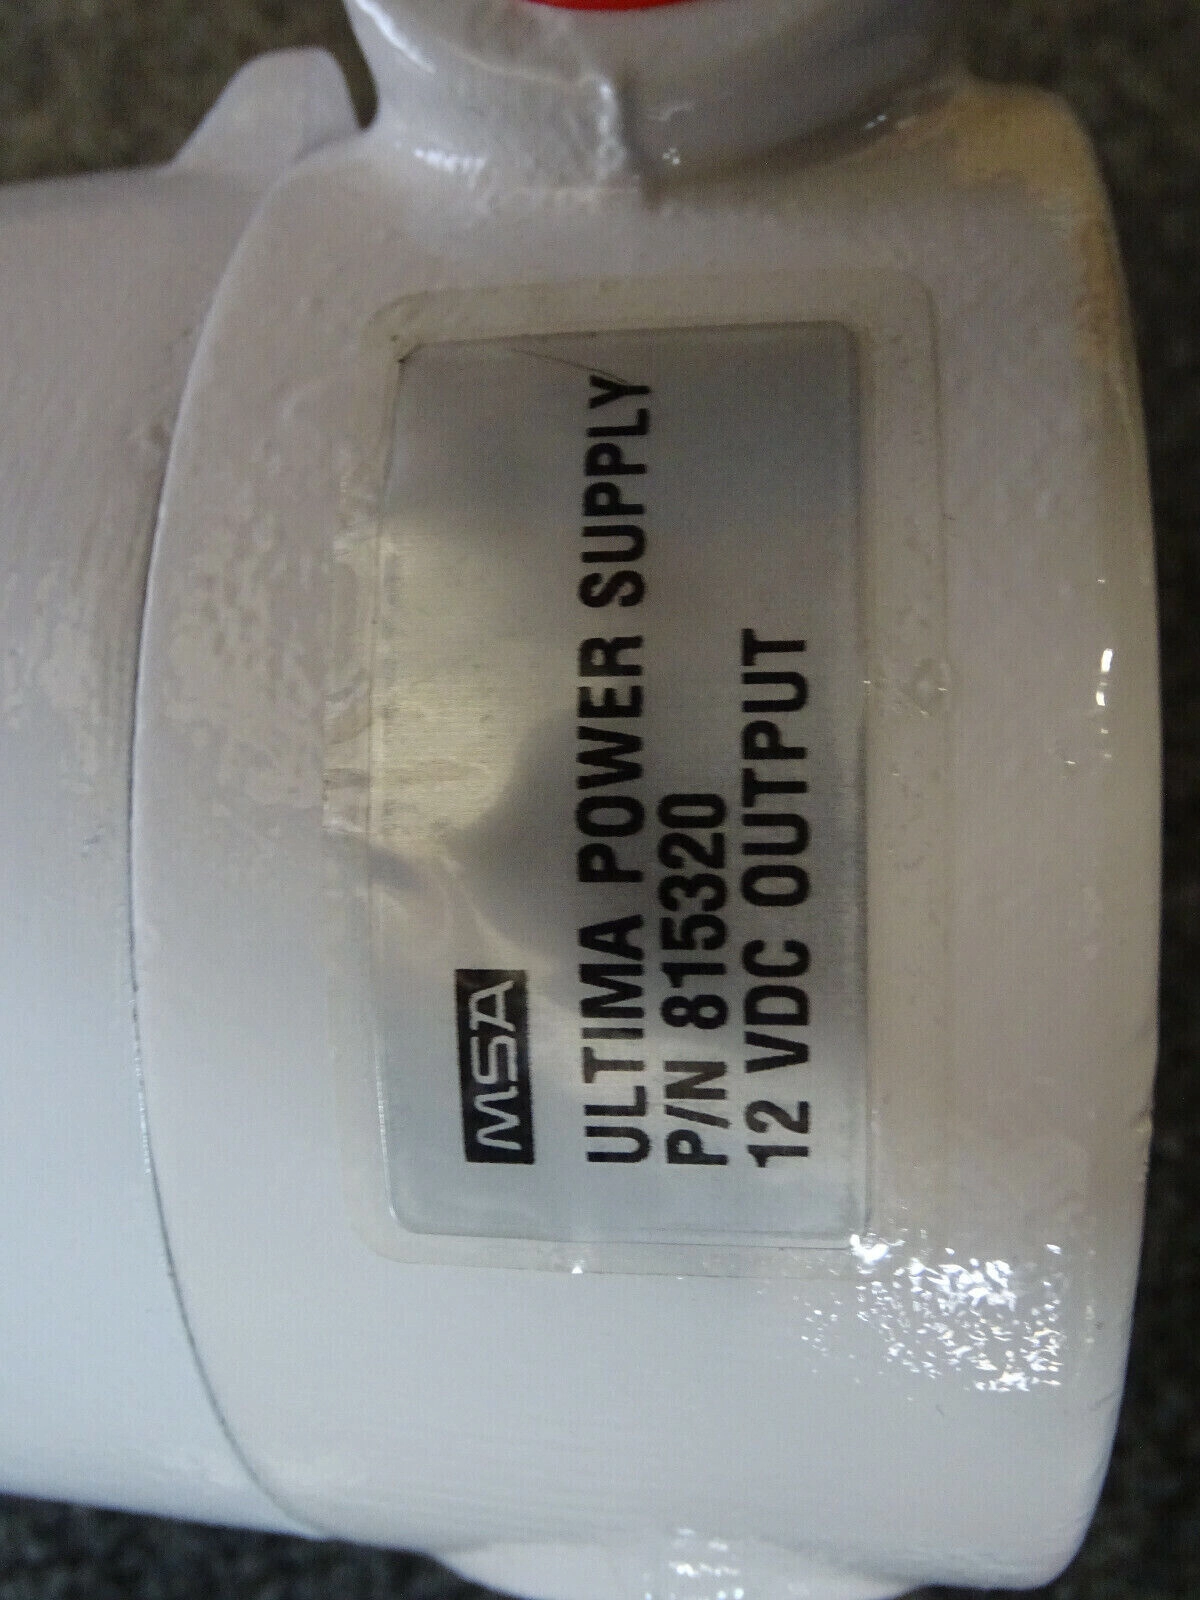 MSA
ULTIMA POWER SUPPLY
P/N 815320
12 VDC OUTPUT